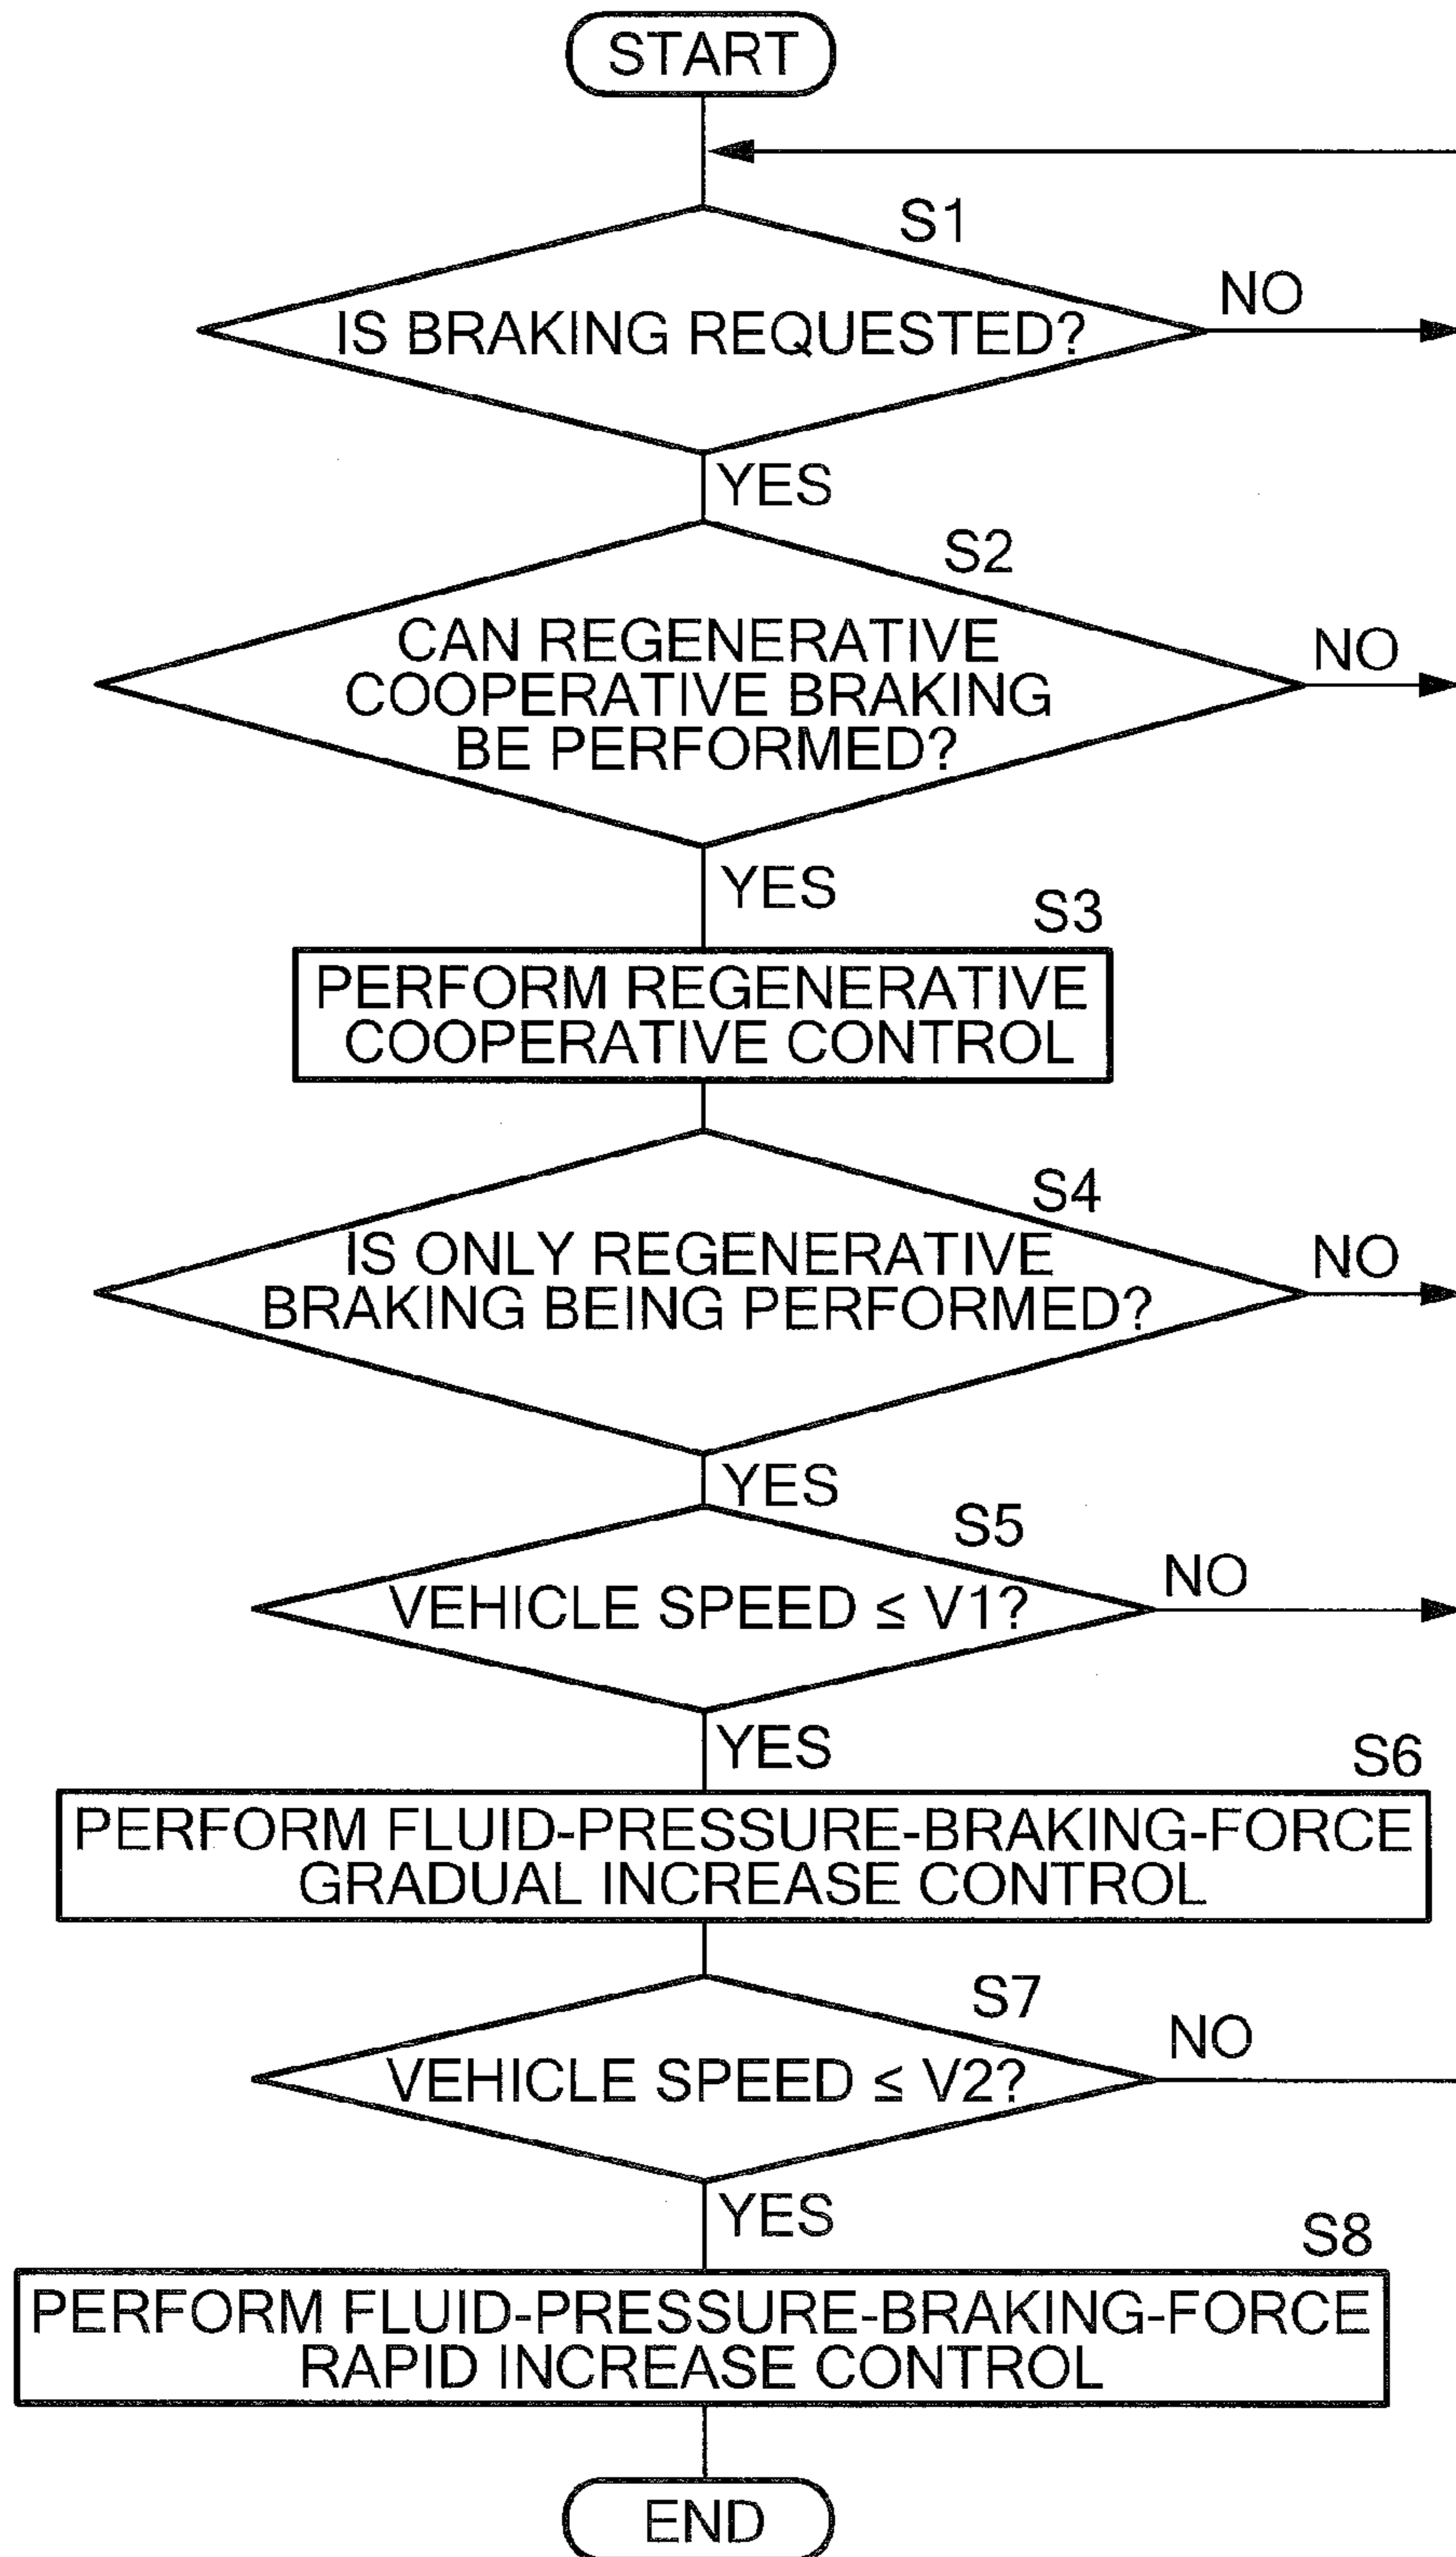 START
S1
IS BRAKING REQUESTED?
NO
YES
S2
CAN REGENERATIVE
COOPERATIVE BRAKING
BE PERFORMED?
NO
YES
S3
PERFORM REGENERATIVE
COOPERATIVE CONTROL
S4
IS ONLY REGENERATIVE
BRAKING BEING PERFORMED?
NO
YES
S5
VEHICLE SPEED ≤ V1?
NO
YES
S6
PERFORM FLUID-PRESSURE-BRAKING-FORCE
GRADUAL INCREASE CONTROL
S7
VEHICLE SPEED ≤ V2?
NO
YES
S8
PERFORM FLUID-PRESSURE-BRAKING-FORCE
RAPID INCREASE CONTROL
END